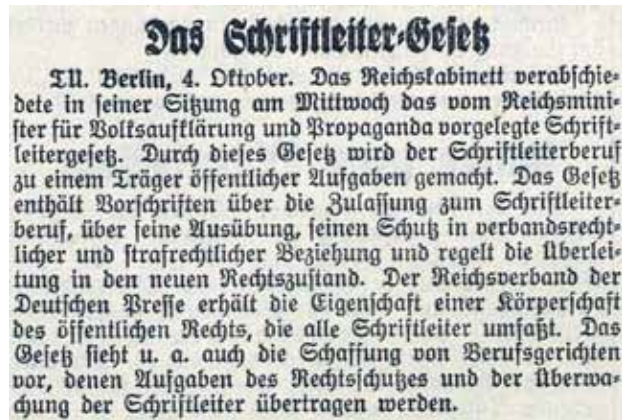 Das Schriftleiter-Gesetz
TU. Berlin, 4. Oktober. Das Reichskabinett verabschie-
dete in seiner Sitzung am Mittwoch das vom Reichsmini-
ster für Volksaufklärung und Propaganda vorgelegte Schrift-
leitergesetz. Durch dieses Gesetz wird der Schriftleiterberuf
zu einem Träger öffentlicher Aufgaben gemacht. Das Gesetz
enthält Vorschriften über die Zulassung zum Schriftleiter-
beruf, über seine Ausübung, seinen Schutz in verbandsrecht-
licher und strafrechtlicher Beziehung und regelt die Überlei-
tung in den neuen Rechtszustand. Der Reichsverband der
Deutschen Presse erhält die Eigenschaft einer Körperschaft
des öffentlichen Rechts, die alle Schriftleiter umfaßt. Das
Gesetz sieht u. a. auch die Schaffung von Berufsgerichten
vor, denen Aufgaben des Rechtsschutzes und der Überwa-
chung der Schriftleiter übertragen werden.